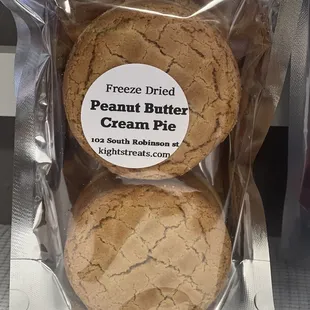 Freeze Dried
Peanut Butter
Cream Pie
102 South Robinson st
kightstreats.com